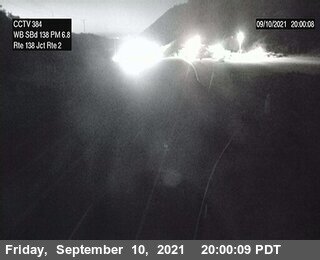 CCTV 384
WB SBd 138 PM 6.8
Rte 138 Jct Rte 2
09/10/2021 20:00:08
Friday, September 10, 2021 20:00:09 PDT